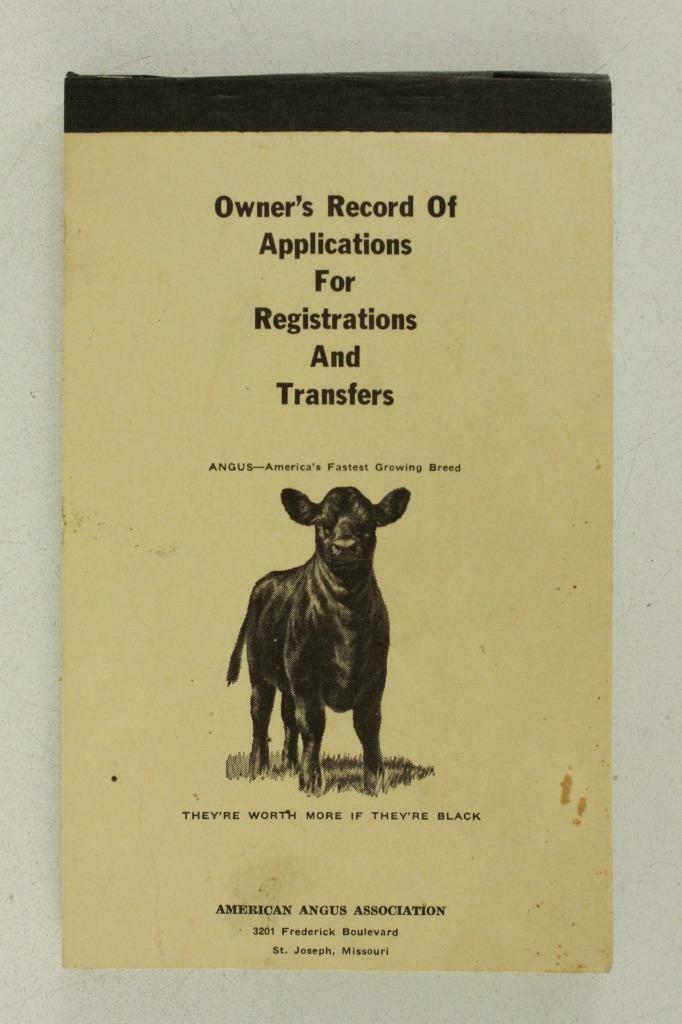 Owner's Record Of
Applications
For
Registrations
And
Transfers
ANGUS—America's Fastest Growing Breed
THEY'RE WORTH MORE IF THEY'RE BLACK
AMERICAN ANGUS ASSOCIATION
3201 Frederick Boulevard
St. Joseph, Missouri